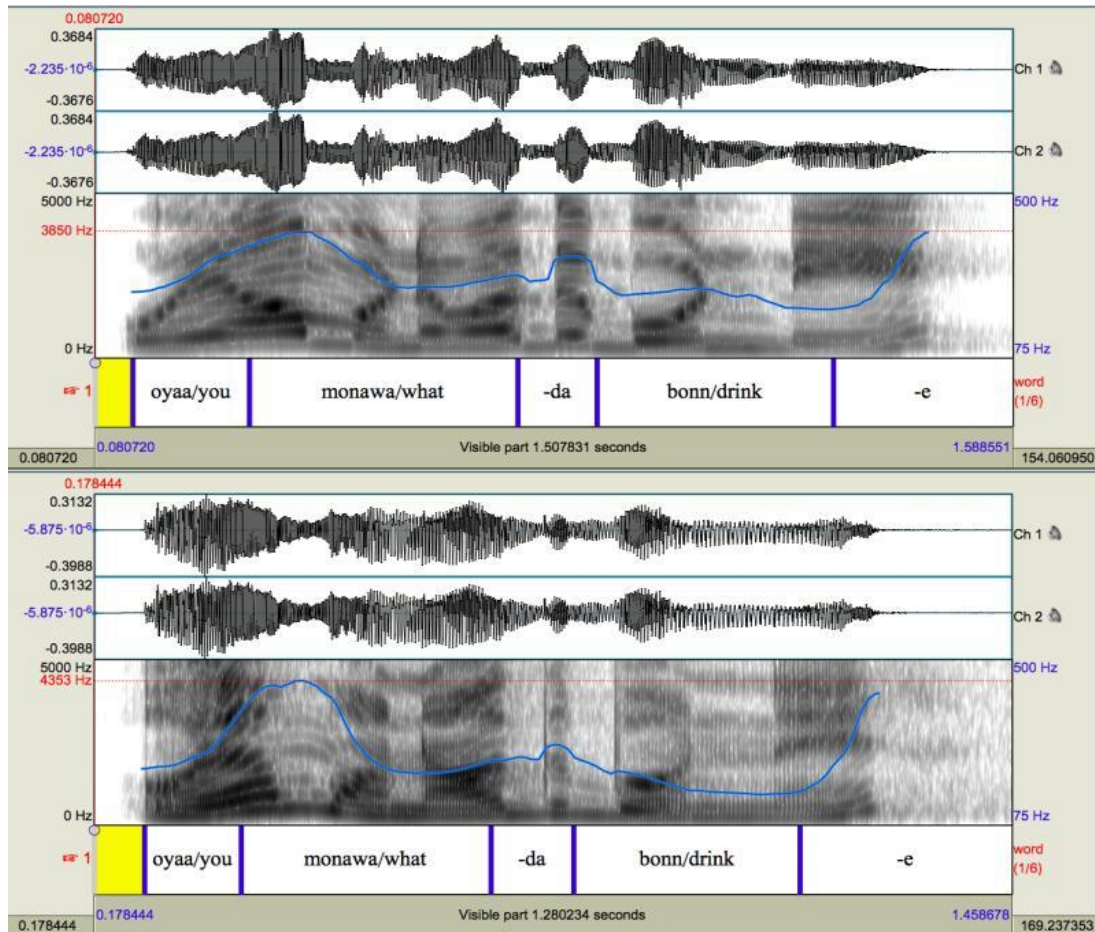 0.080720
0.3684
-2.235·10-6
-0.3676
Ch 1
0.3684
-2.235·10-6
-0.3676
Ch 2
5000 Hz 500 Hz
3850 Hz
0 Hz 75 Hz
1 oyaa/you monawa/what -da bonn/drink -e word
(1/6)
0.080720 Visible part 1.507831 seconds 1.588551
0.080720 154.060950
0.178444
0.3132
-5.875·10-6
-0.3988
Ch 1
0.3132
-5.875·10-6
-0.3988
Ch 2
5000 Hz 500 Hz
4353 Hz
0 Hz 75 Hz
1 oyaa/you monawa/what -da bonn/drink -e word
(1/6)
0.178444 Visible part 1.280234 seconds 1.458678
0.178444 169.237353